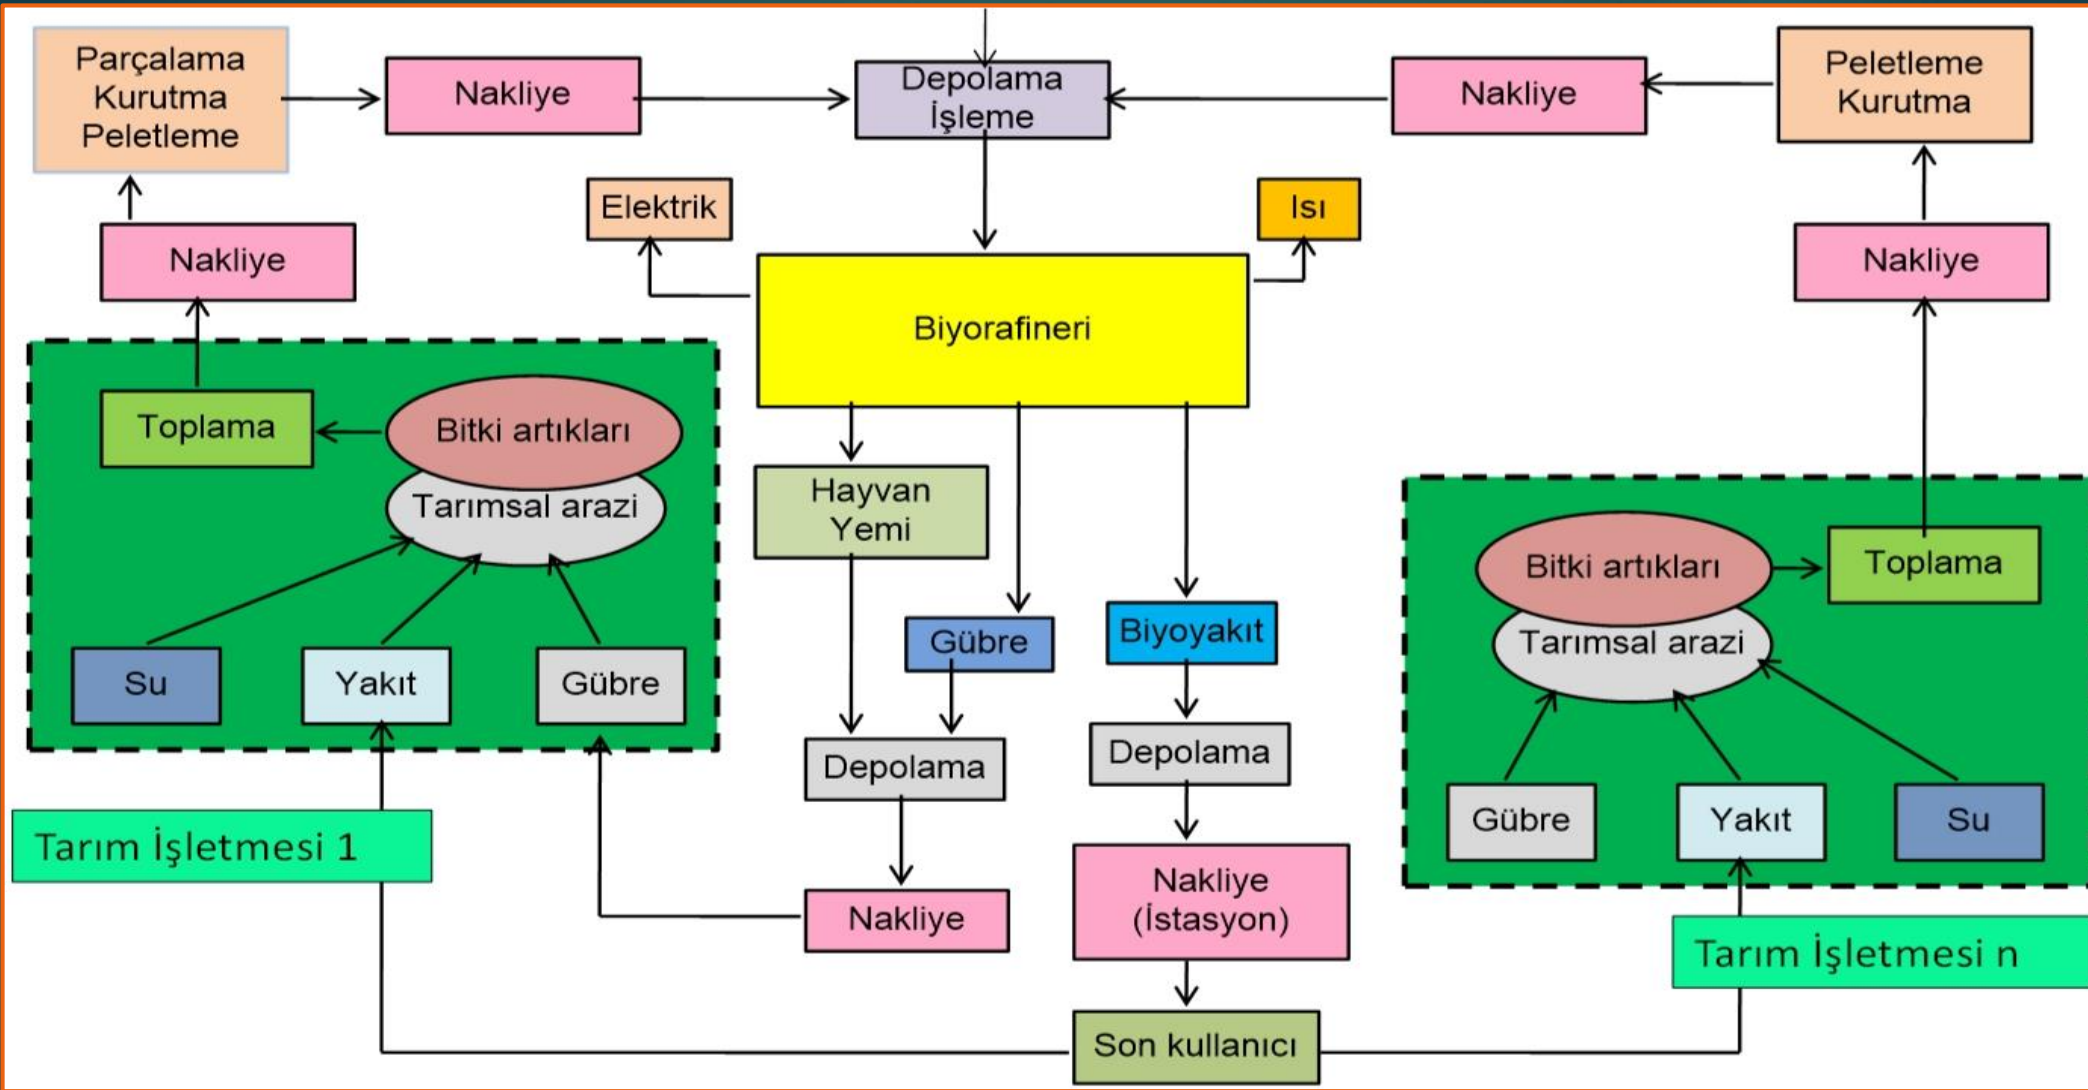 Parçalama
Kurutma
Peletleme
Nakliye
Depolama
İşleme
Nakliye
Peletleme
Kurutma
Elektrik
Isı
Nakliye
Nakliye
Biyorafineri
Toplama
Bitki artıkları
Tarımsal arazi
Hayvan
Yemi
Bitki artıkları
Toplama
Tarımsal arazi
Gübre
Biyoyakıt
Su
Yakıt
Gübre
Depolama
Depolama
Gübre
Yakıt
Su
Tarım İşletmesi 1
Nakliye
Nakliye
(İstasyon)
Tarım İşletmesi n
Son kullanıcı